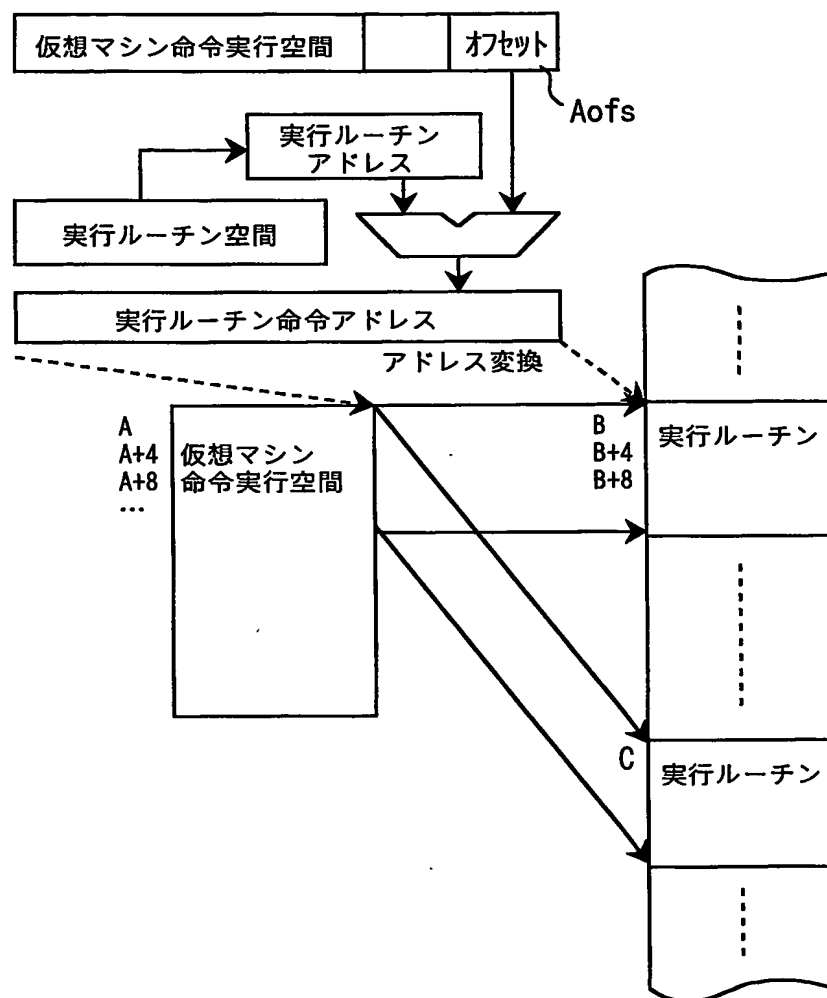 仮想マシン命令実行空間
オフセット
Aofs
実行ルーチン
アドレス
実行ルーチン空間
実行ルーチン命令アドレス
アドレス変換
A
A+4
A+8
...
仮想マシン
命令実行空間
B
B+4
B+8
実行ルーチン
C
実行ルーチン